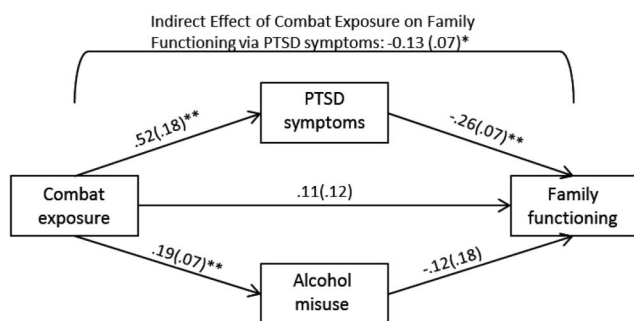 Indirect Effect of Combat Exposure on Family
Functioning via PTSD symptoms: -0.13 (.07)*
PTSD
symptoms
.52(.18)**
-.26(.07)**
Combat
exposure
.11(.12)
Family
functioning
.19(.07)**
-.12(.18)
Alcohol
misuse